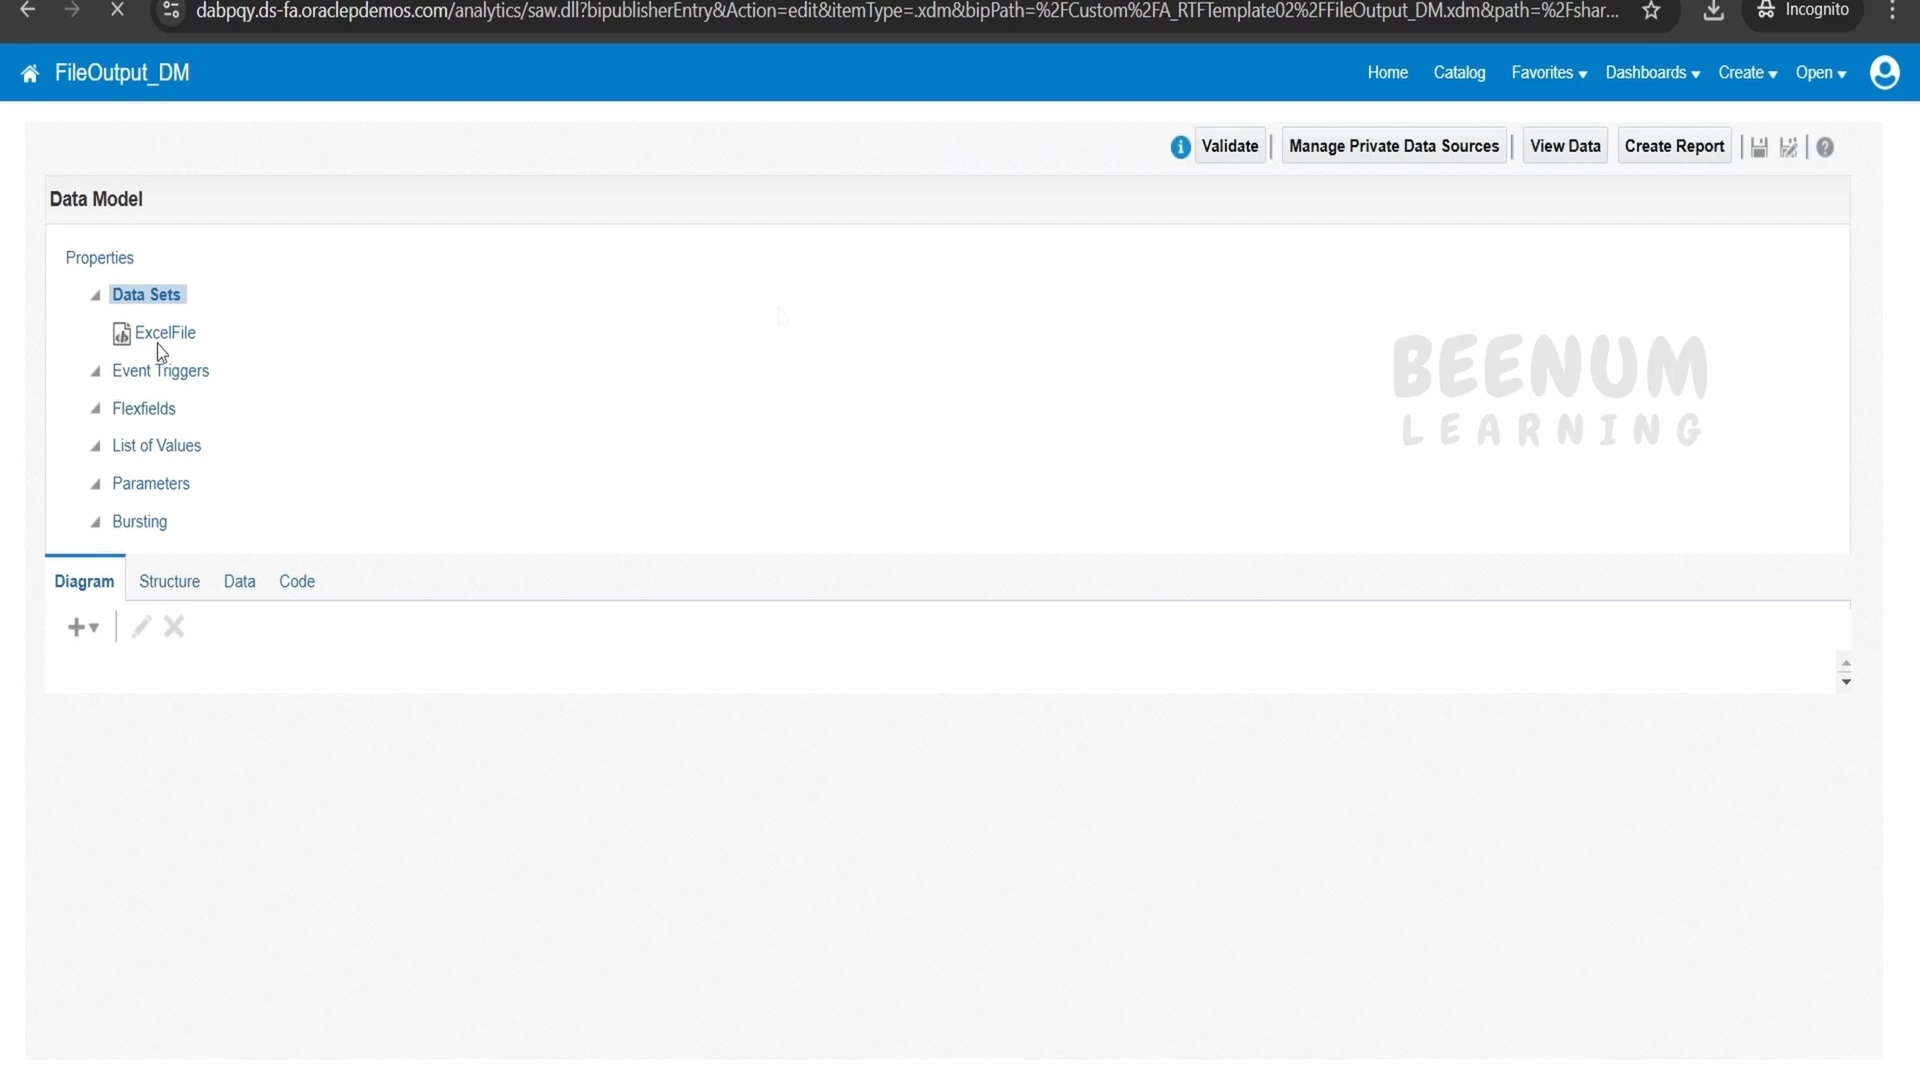 dabpqy.ds-fa.oraclepdemos.com/analytics/saw.dll?bipublisherEntry&Action=edit&itemType=.xdm&bipPath=%2FCustom%2FA_RTFTemplate02%2FFileOutput_DM.xdm&path=%2Fshar...
Incognito
FileOutput_DM
Home Catalog Favorites Dashboards Create Open
Validate Manage Private Data Sources View Data Create Report
Data Model
Properties
Data Sets
ExcelFile
Event Triggers
Flexfields
List of Values
Parameters
Bursting
BEENUM
LEARNING
Diagram Structure Data Code